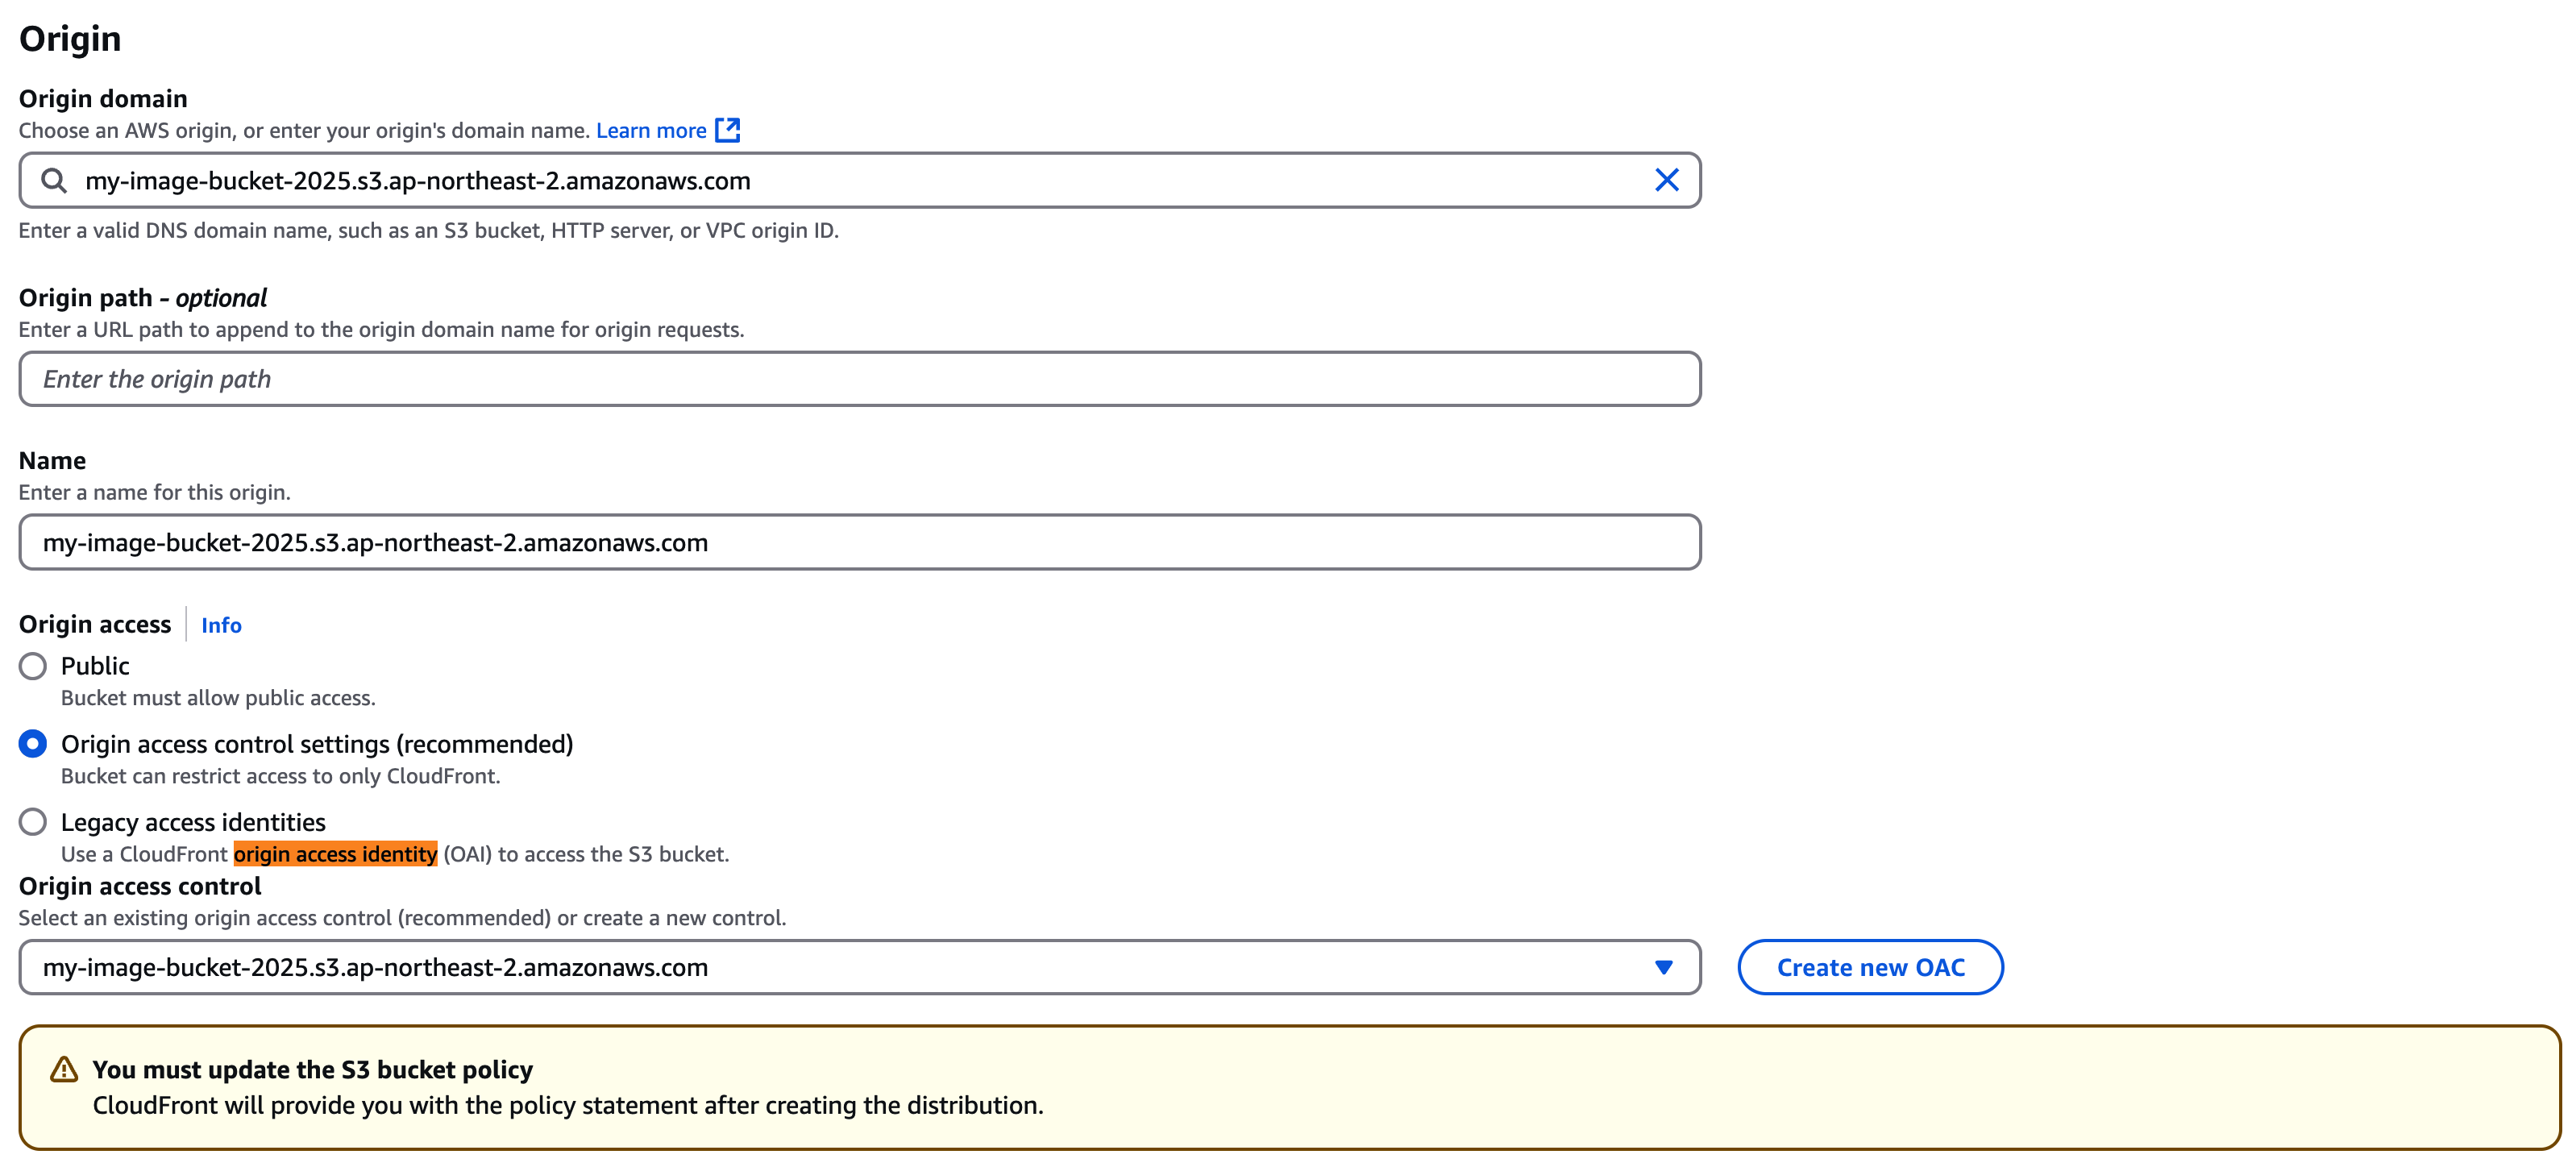 Origin
Origin domain
Choose an AWS origin, or enter your origin's domain name. Learn more
my-image-bucket-2025.s3.ap-northeast-2.amazonaws.com
Enter a valid DNS domain name, such as an S3 bucket, HTTP server, or VPC origin ID.
Origin path - optional
Enter a URL path to append to the origin domain name for origin requests.
Enter the origin path
Name
Enter a name for this origin.
my-image-bucket-2025.s3.ap-northeast-2.amazonaws.com
Origin access Info
Public
Bucket must allow public access.
Origin access control settings (recommended)
Bucket can restrict access to only CloudFront.
Legacy access identities
Use a CloudFront origin access identity (OAI) to access the S3 bucket.
Origin access control
Select an existing origin access control (recommended) or create a new control.
my-image-bucket-2025.s3.ap-northeast-2.amazonaws.com
Create new OAC
You must update the S3 bucket policy
CloudFront will provide you with the policy statement after creating the distribution.